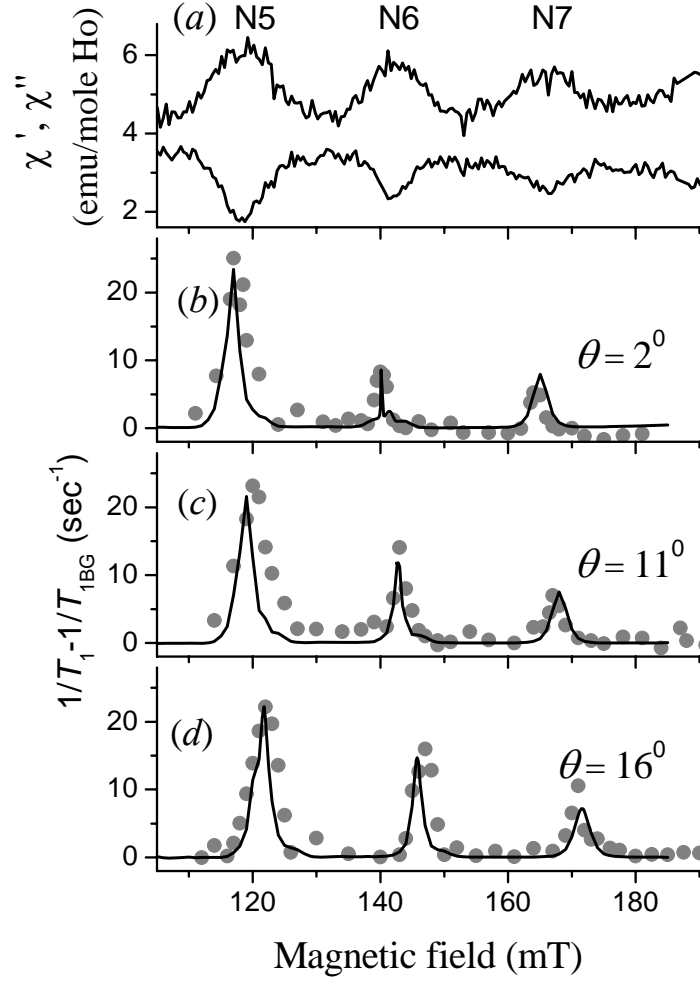 (a) N5 N6 N7
χ', χ''
(emu/mole Ho)
6
4
2
(b)
θ = 2⁰
20
10
0
(c)
θ = 11⁰
20
10
0
1/T₁-1/T₁BG (sec⁻¹)
(d)
θ = 16⁰
20
10
0
120 140 160 180
Magnetic field (mT)